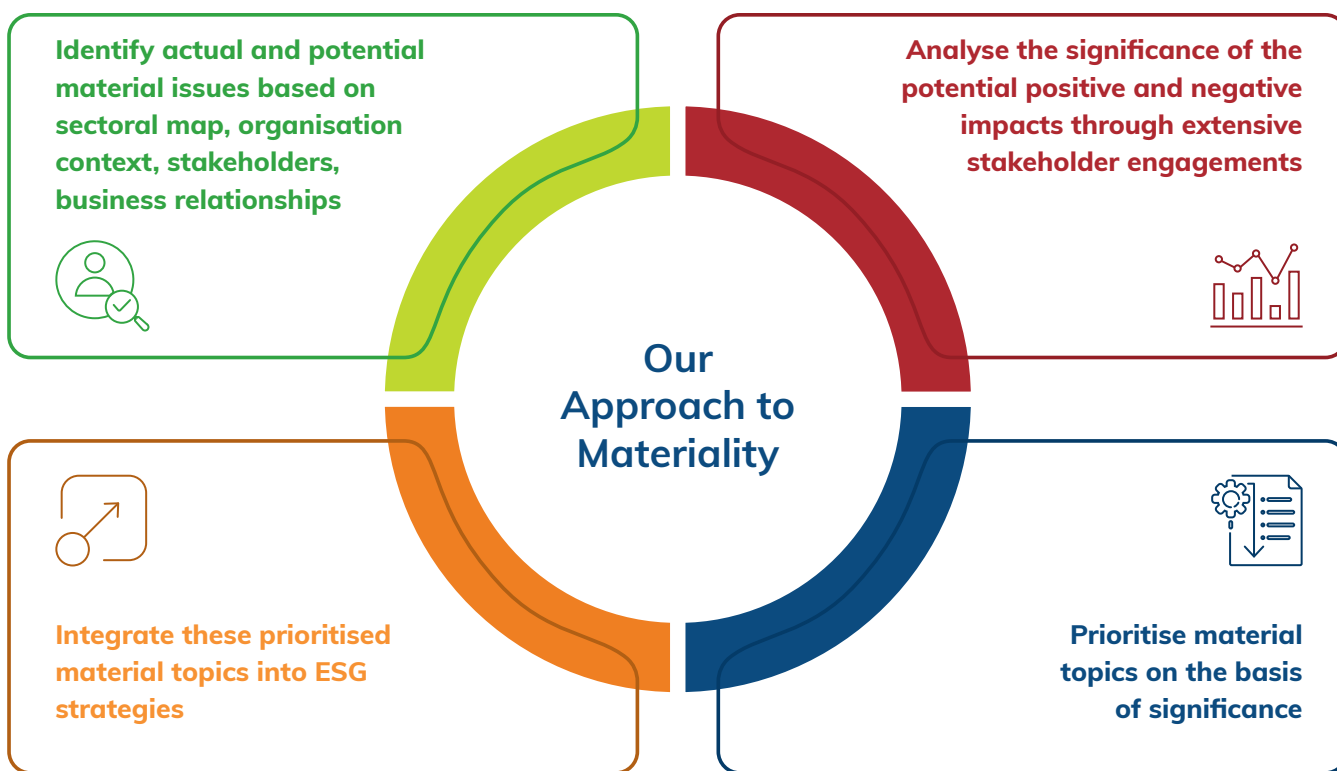 Identify actual and potential
material issues based on
sectoral map, organisation
context, stakeholders,
business relationships
Analyse the significance of the
potential positive and negative
impacts through extensive
stakeholder engagements
Our
Approach to
Materiality
Integrate these prioritised
material topics into ESG
strategies
Prioritise material
topics on the basis
of significance